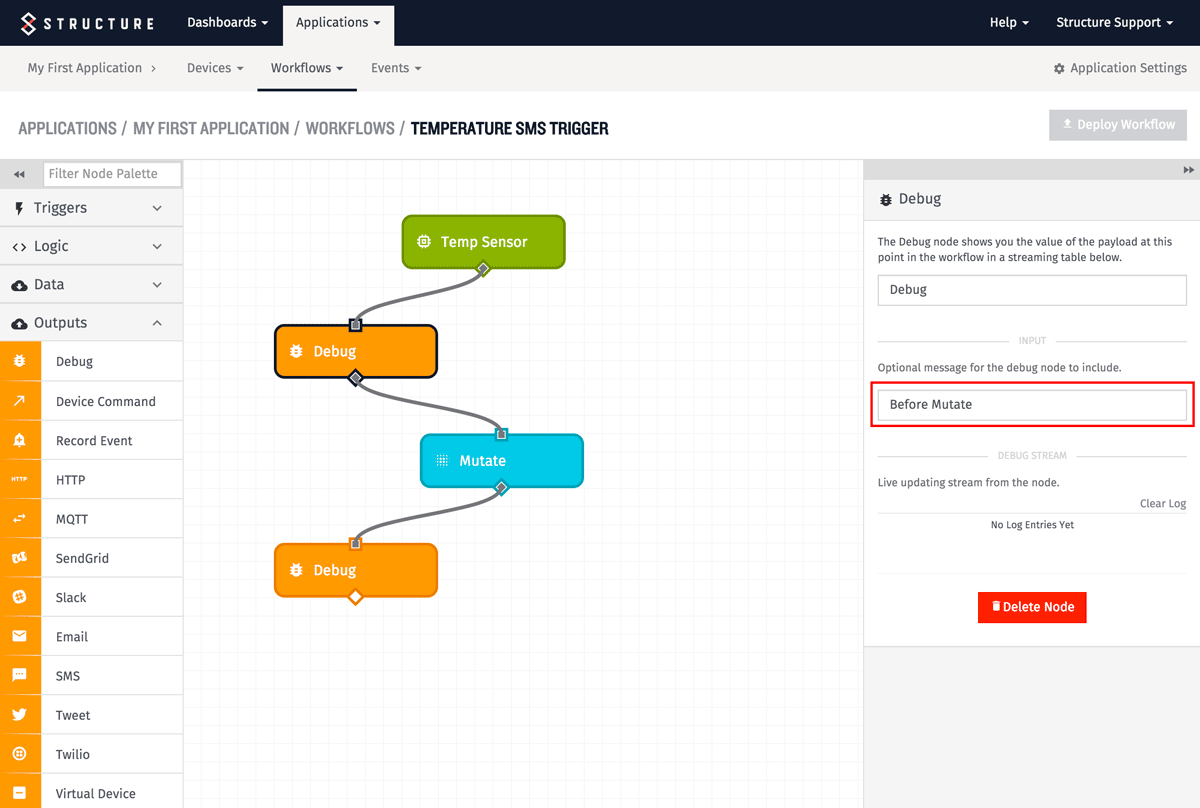 STRUCTURE
Dashboards
Applications
Help
Structure Support
My First Application
Devices
Workflows
Events
Application Settings
APPLICATIONS / MY FIRST APPLICATION / WORKFLOWS / TEMPERATURE SMS TRIGGER
Deploy Workflow
Filter Node Palette
Triggers
Logic
Data
Outputs
Debug
Device Command
Record Event
HTTP
HTTP
MQTT
SendGrid
Slack
Email
SMS
Tweet
Twilio
Virtual Device
Temp Sensor
Debug
Mutate
Debug
Debug
The Debug node shows you the value of the payload at this
point in the workflow in a streaming table below.
Debug
INPUT
Optional message for the debug node to include.
Before Mutate
DEBUG STREAM
Live updating stream from the node.
Clear Log
No Log Entries Yet
Delete Node